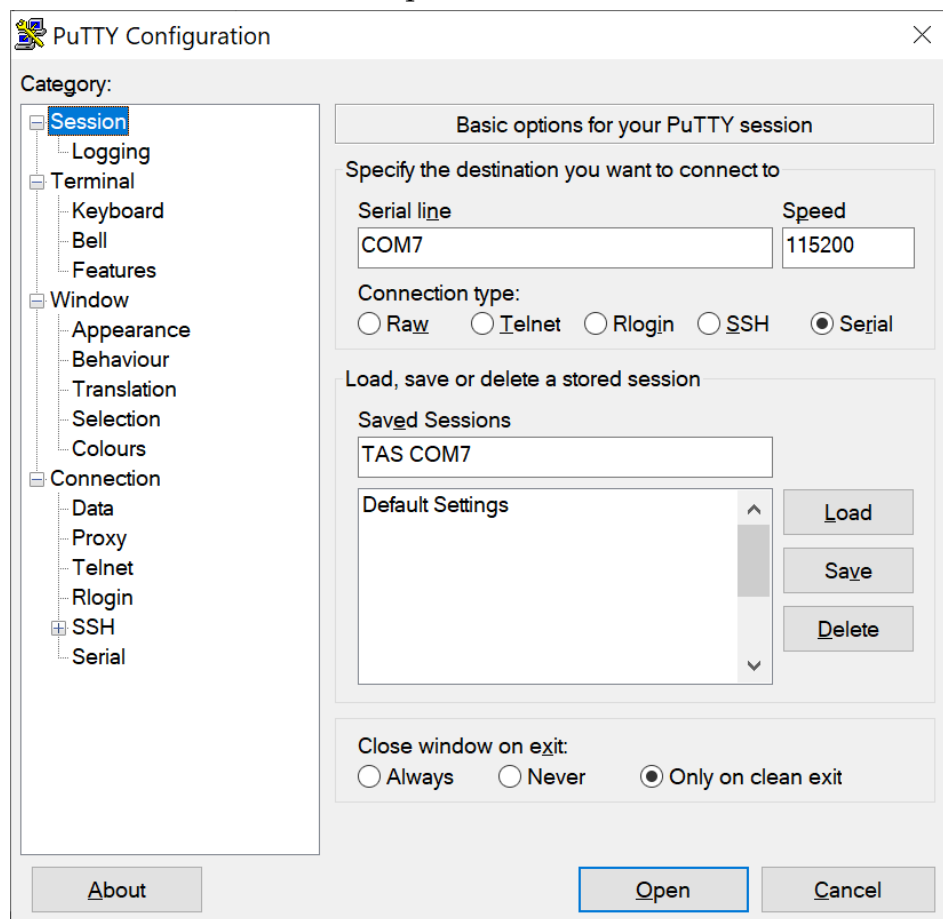 PuTTY Configuration
Category:
Session
Logging
Terminal
Keyboard
Bell
Features
Window
Appearance
Behaviour
Translation
Selection
Colours
Connection
Data
Proxy
Telnet
Rlogin
SSH
Serial
Basic options for your PuTTY session
Specify the destination you want to connect to
Serial line Speed
COM7 115200
Connection type:
Raw Telnet Rlogin SSH Serial
Load, save or delete a stored session
Saved Sessions
TAS COM7
Default Settings
Load
Save
Delete
Close window on exit:
Always Never Only on clean exit
About Open Cancel